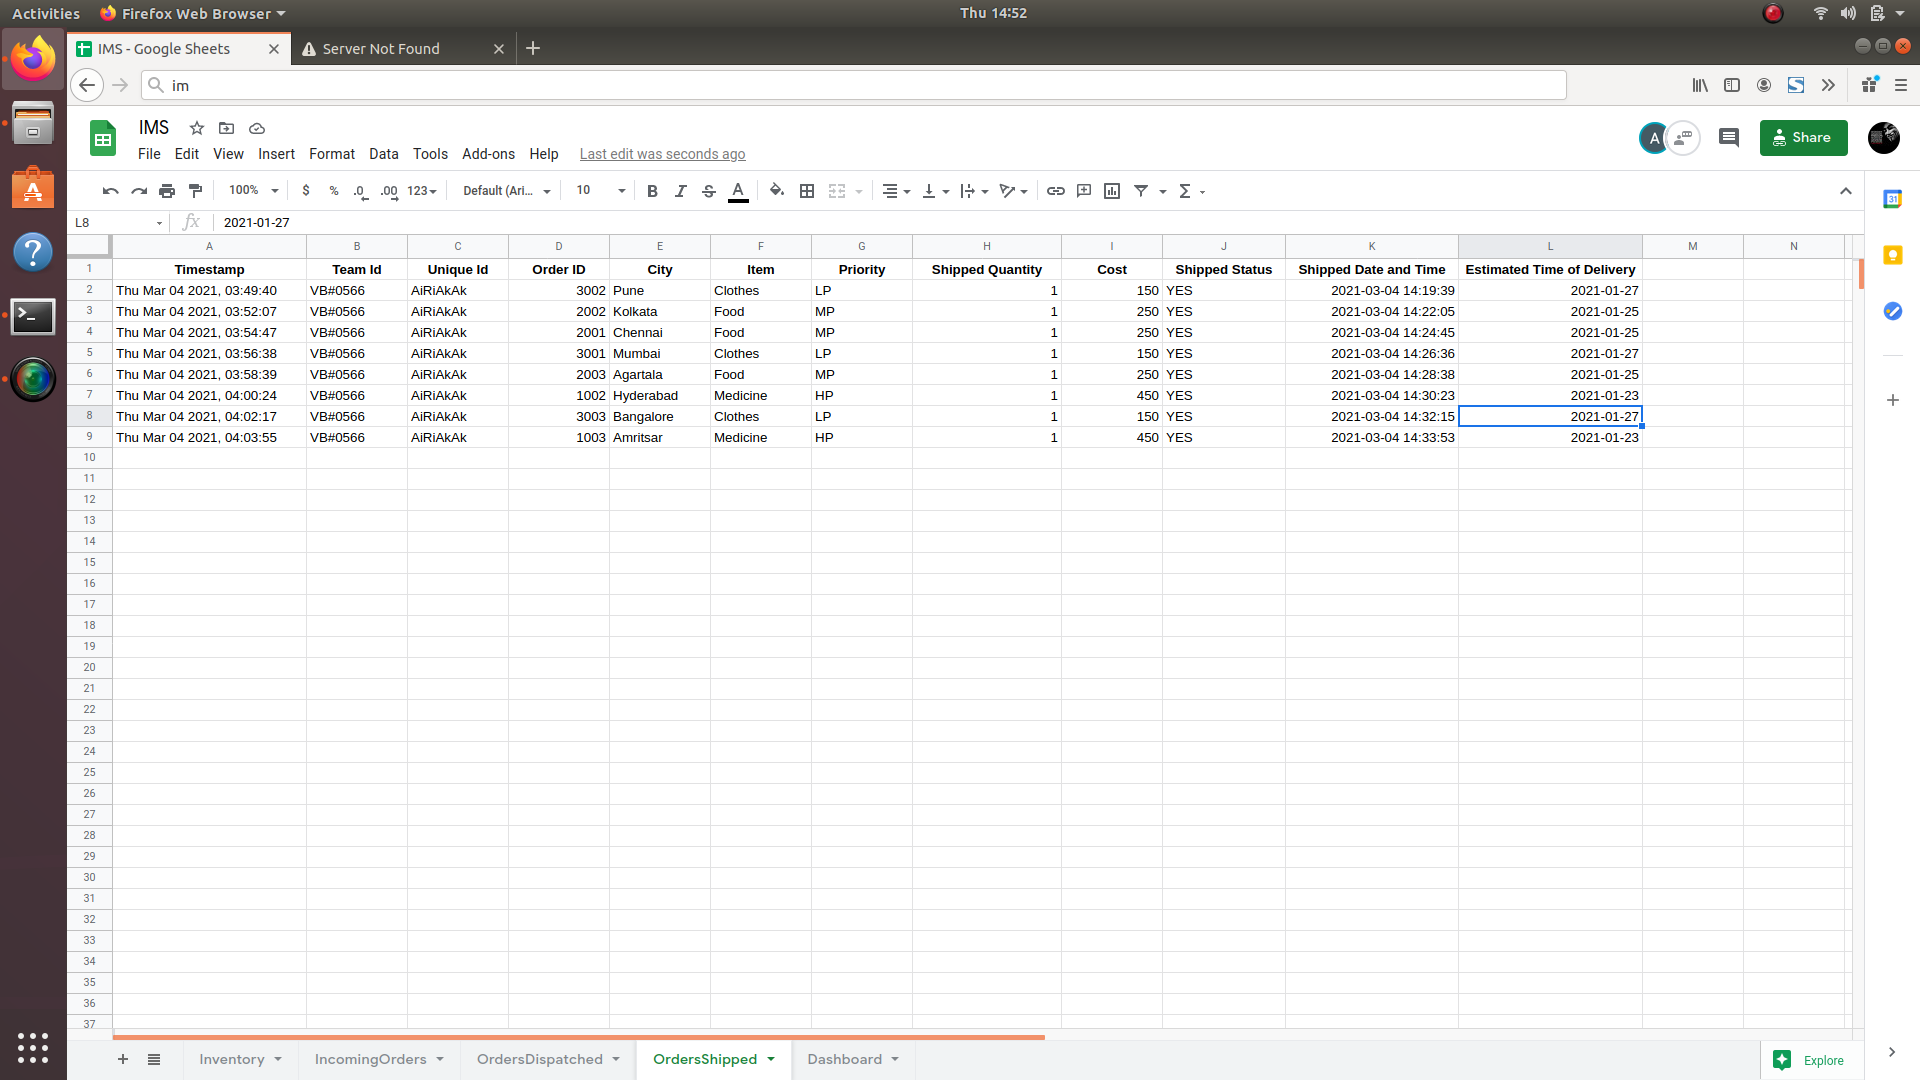 Activities Firefox Web Browser Thu 14:52
IMS - Google Sheets Server Not Found
im
IMS
File Edit View Insert Format Data Tools Add-ons Help Last edit was seconds ago
A Share
100% $ % .0 .00 123 Default (Ari... 10 B I S A Σ
31
L8 fx 2021-01-27
A B C D E F G H I J K L M N
1 Timestamp Team Id Unique Id Order ID City Item Priority Shipped Quantity Cost Shipped Status Shipped Date and Time Estimated Time of Delivery
2 Thu Mar 04 2021, 03:49:40 VB#0566 AiRiAkAk 3002 Pune Clothes LP 1 150 YES 2021-03-04 14:19:39 2021-01-27
3 Thu Mar 04 2021, 03:52:07 VB#0566 AiRiAkAk 2002 Kolkata Food MP 1 250 YES 2021-03-04 14:22:05 2021-01-25
4 Thu Mar 04 2021, 03:54:47 VB#0566 AiRiAkAk 2001 Chennai Food MP 1 250 YES 2021-03-04 14:24:45 2021-01-25
5 Thu Mar 04 2021, 03:56:38 VB#0566 AiRiAkAk 3001 Mumbai Clothes LP 1 150 YES 2021-03-04 14:26:36 2021-01-27
6 Thu Mar 04 2021, 03:58:39 VB#0566 AiRiAkAk 2003 Agartala Food MP 1 250 YES 2021-03-04 14:28:38 2021-01-25
7 Thu Mar 04 2021, 04:00:24 VB#0566 AiRiAkAk 1002 Hyderabad Medicine HP 1 450 YES 2021-03-04 14:30:23 2021-01-23
8 Thu Mar 04 2021, 04:02:17 VB#0566 AiRiAkAk 3003 Bangalore Clothes LP 1 150 YES 2021-03-04 14:32:15 2021-01-27
9 Thu Mar 04 2021, 04:03:55 VB#0566 AiRiAkAk 1003 Amritsar Medicine HP 1 450 YES 2021-03-04 14:33:53 2021-01-23
10
11
12
13
14
15
16
17
18
19
20
21
22
23
24
25
26
27
28
29
30
31
32
33
34
35
36
37
Inventory IncomingOrders OrdersDispatched OrdersShipped Dashboard Explore